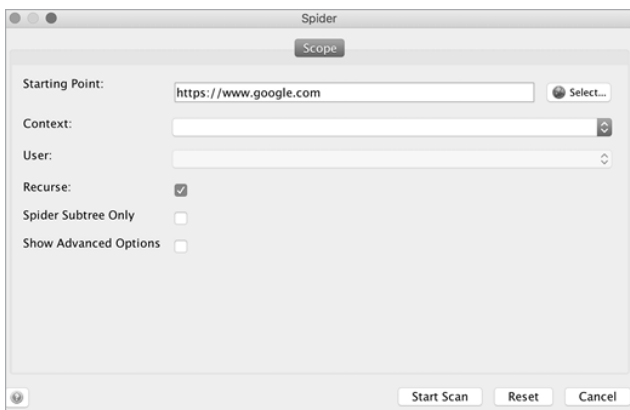 Spider
Scope
Starting Point:
https://www.google.com
Select...
Context:
User:
Recurse:
Spider Subtree Only
Show Advanced Options
?
Start Scan
Reset
Cancel